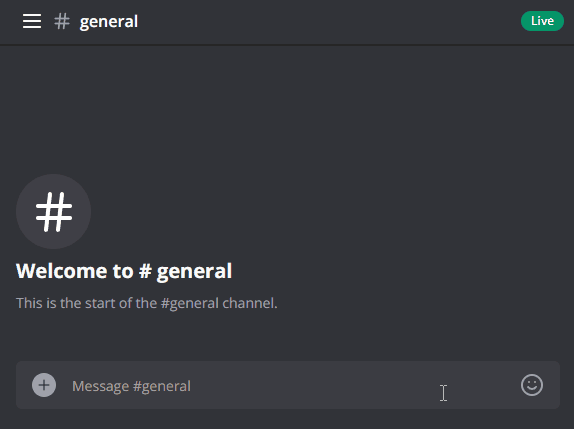 # general
Live
#
Welcome to # general
This is the start of the #general channel.
Message #general